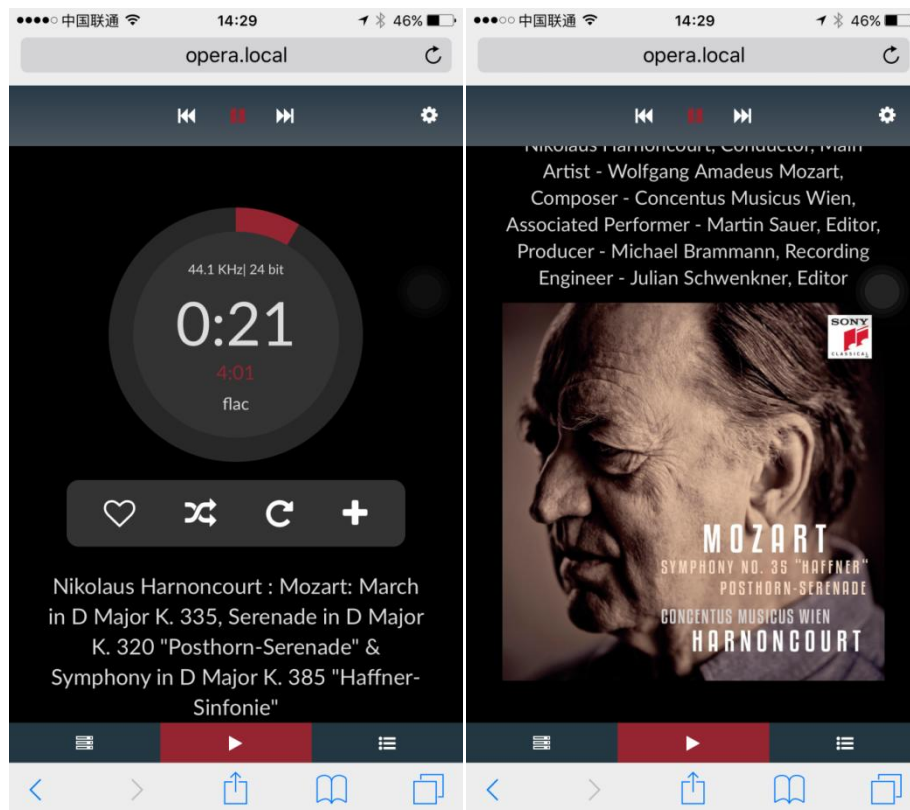 中国联通
14:29
46%
opera.local
44.1 KHz| 24 bit
0:21
4:01
flac
Nikolaus Harnoncourt : Mozart: March
in D Major K. 335, Serenade in D Major
K. 320 "Posthorn-Serenade" &
Symphony in D Major K. 385 "Haffner-
Sinfonie"
中国联通
14:29
46%
opera.local
Nikolaus Harnoncourt, Conductor, Main
Artist - Wolfgang Amadeus Mozart,
Composer - Concentus Musicus Wien,
Associated Performer - Martin Sauer, Editor,
Producer - Michael Brammann, Recording
Engineer - Julian Schwenkner, Editor
SONY
CLASSICAL
MOZART
SYMPHONY NO. 35 "HAFFNER"
POSTHORN-SERENADE
CONCENTUS MUSICUS WIEN
HARNONCOURT